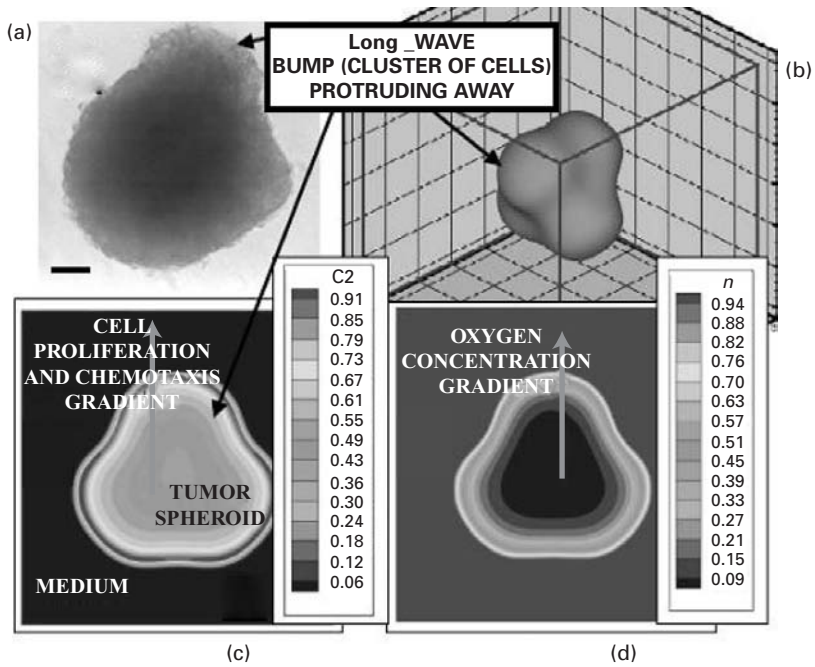 (a)
Long _WAVE
BUMP (CLUSTER OF CELLS)
PROTRUDING AWAY
(b)
C2
0.91
0.85
0.79
0.73
0.67
0.61
0.55
0.49
0.43
0.36
0.30
0.24
0.18
0.12
0.06
CELL
PROLIFERATION
AND CHEMOTAXIS
GRADIENT
TUMOR
SPHEROID
MEDIUM
(c)
n
0.94
0.88
0.82
0.76
0.70
0.63
0.57
0.51
0.45
0.39
0.33
0.27
0.21
0.15
0.09
OXYGEN
CONCENTRATION
GRADIENT
(d)